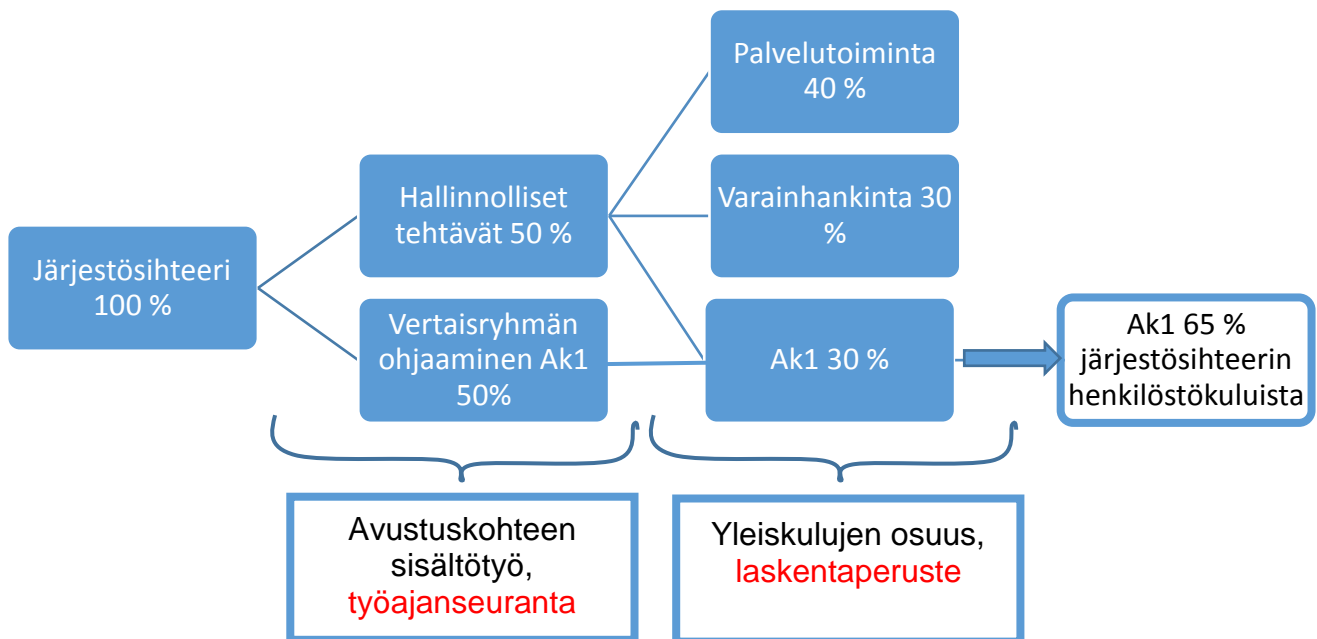 Palvelutoiminta
40 %
Hallinnolliset
tehtävät 50 %
Varainhankinta 30
%
Järjestösihteeri
100 %
Vertaisryhmän
ohjaaminen Ak1
50%
Ak1 30 %
Ak1 65 %
järjestösihteerin
henkilöstökuluista
Avustuskohteen
sisältötyö,
työajanseuranta
Yleiskulujen osuus,
laskentaperuste